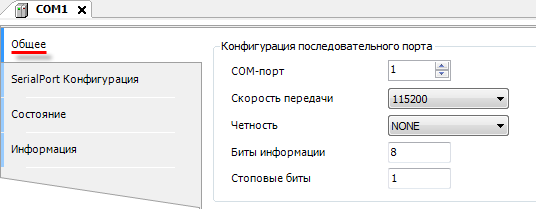 COM1
Общее
SerialPort Конфигурация
Состояние
Информация
Конфигурация последовательного порта
COM-порт 1
Скорость передачи 115200
Четность NONE
Биты информации 8
Стоповые биты 1